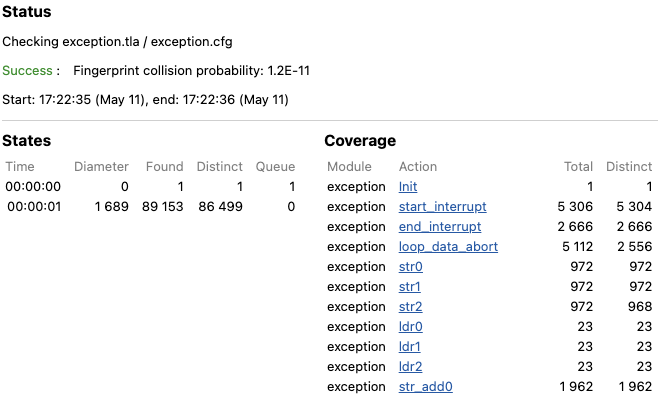 Status
Checking exception.tla / exception.cfg
Success : Fingerprint collision probability: 1.2E-11
Start: 17:22:35 (May 11), end: 17:22:36 (May 11)
States
Time Diameter Found Distinct Queue
00:00:00 0 1 1 1
00:00:01 1 689 89 153 86 499 0
Coverage
Module Action Total Distinct
exception Init 1 1
exception start_interrupt 5 306 5 304
exception end_interrupt 2 666 2 666
exception loop_data_abort 5 112 2 556
exception str0 972 972
exception str1 972 972
exception str2 972 968
exception ldr0 23 23
exception ldr1 23 23
exception ldr2 23 23
exception str_add0 1 962 1 962